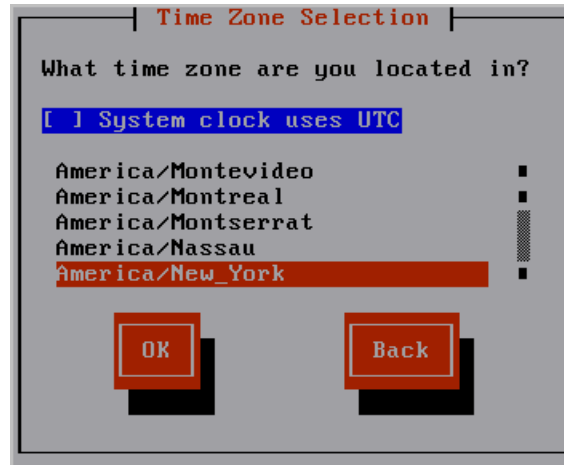 Time Zone Selection
What time zone are you located in?
[ ] System clock uses UTC
America/Montevideo
America/Montreal
America/Montserrat
America/Nassau
America/New_York
OK
Back